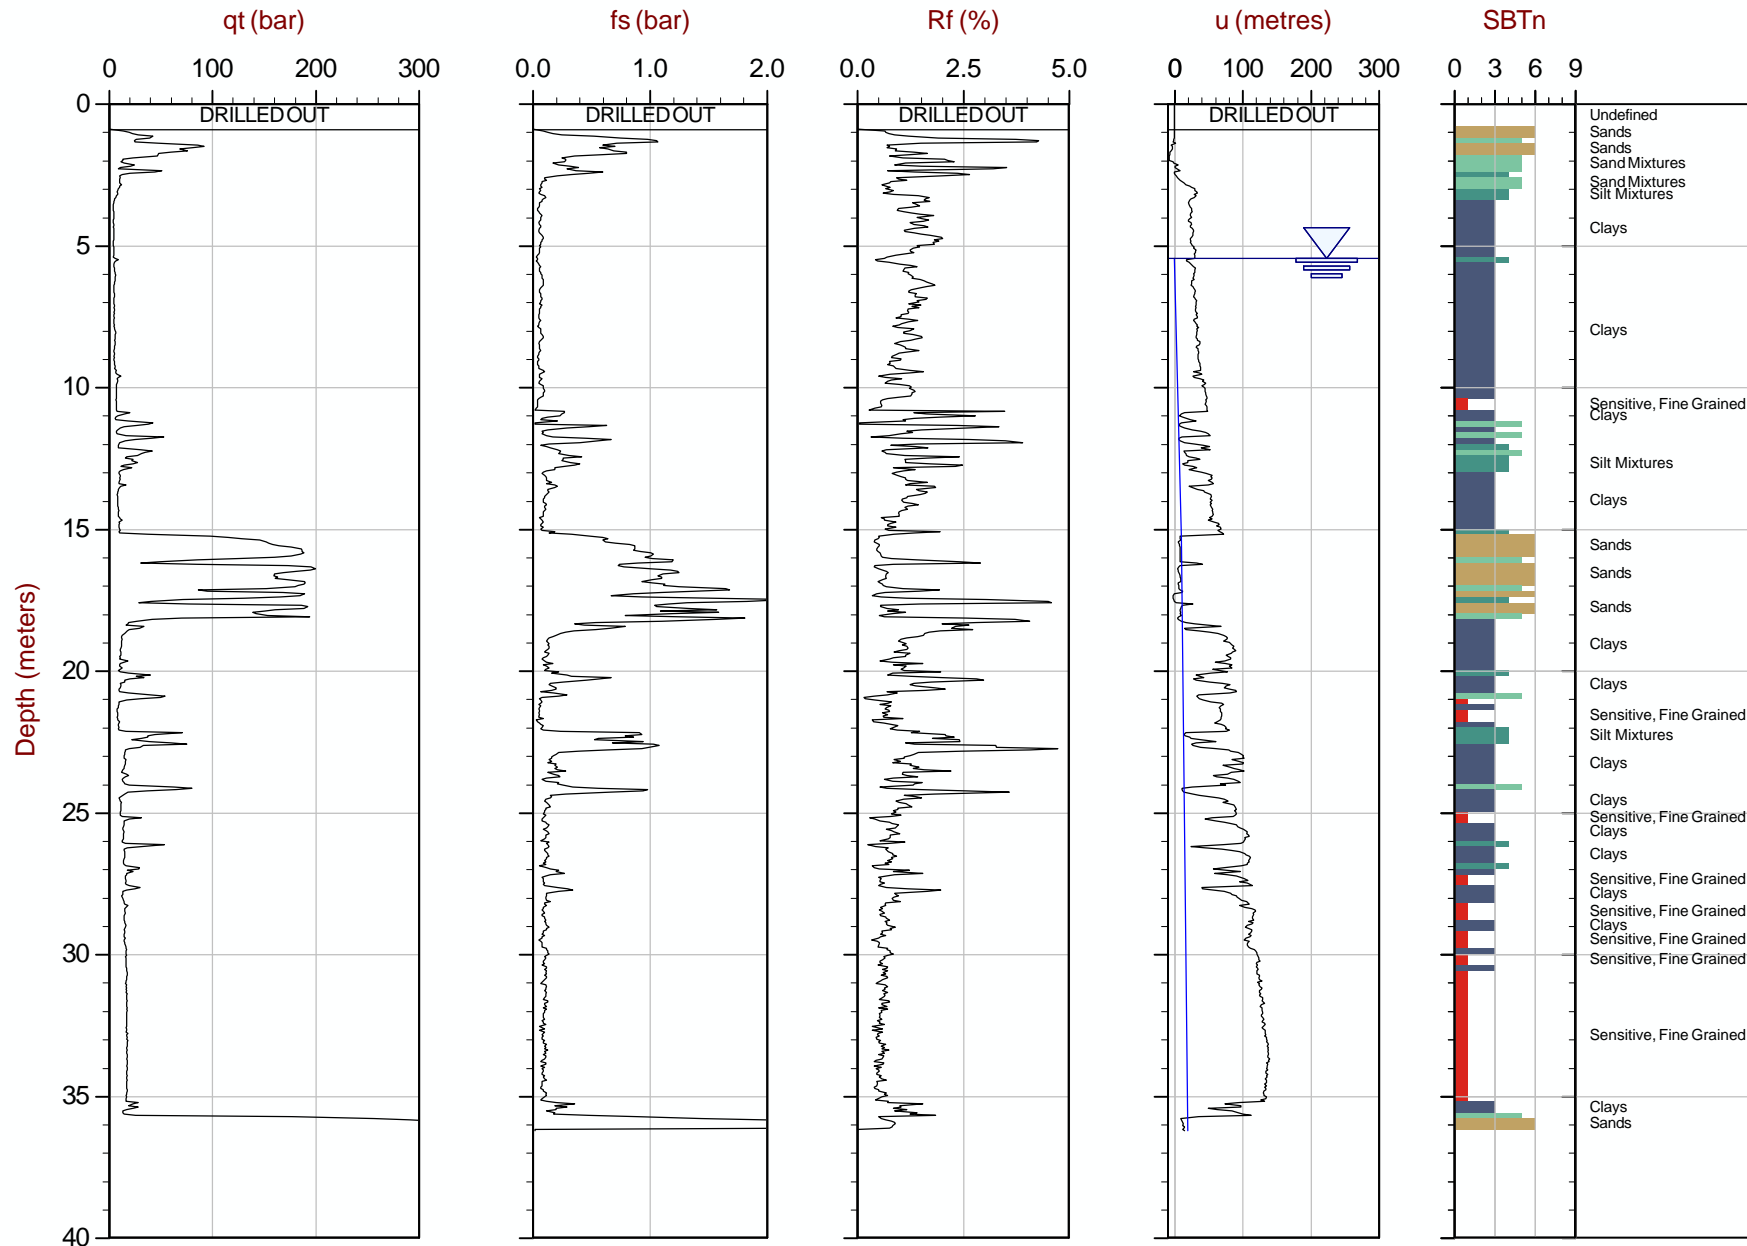 qt (bar) fs (bar) Rf (%) u (metres) SBTn
0 100 200 300 0.0 1.0 2.0 0.0 2.5 5.0 0 100 200 300 0 3 6 9
0
DRILLED OUT DRILLED OUT DRILLED OUT
Undefined
Sands
Sands
Sand Mixtures
Sand Mixtures
Silt Mixtures
Clays
5
Clays
10
Sensitive, Fine Grained
Clays
Silt Mixtures
Clays
15
Sands
Sands
Sands
Clays
20
Clays
Sensitive, Fine Grained
Silt Mixtures
Clays
Clays
25
Sensitive, Fine Grained
Clays
Clays
Sensitive, Fine Grained
Clays
Sensitive, Fine Grained
Clays
Sensitive, Fine Grained
30
Sensitive, Fine Grained
Sensitive, Fine Grained
35
Clays
Sands
40
Depth (meters)